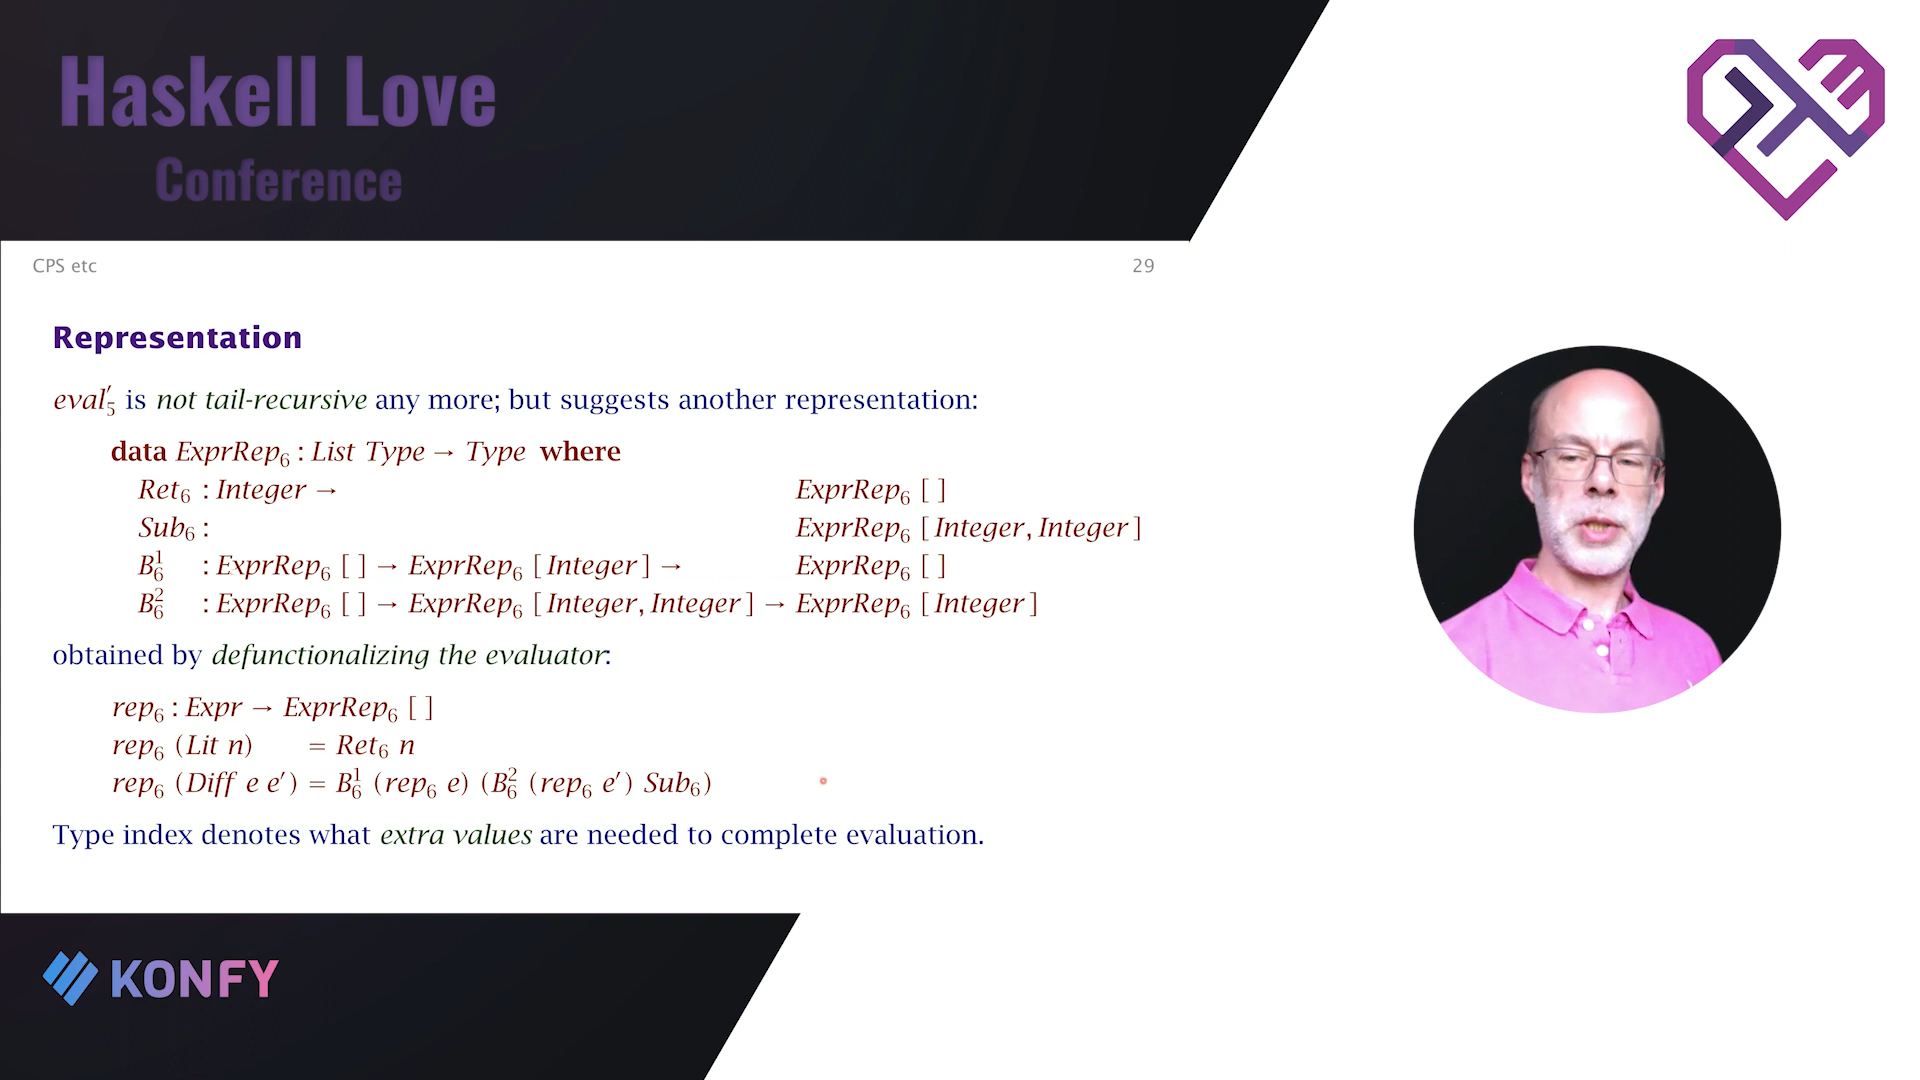 Haskell Love
Conference
CPS etc
29
Representation
eval′₅ is not tail-recursive any more; but suggests another representation:
data ExprRep₆ : List Type → Type where
Ret₆ : Integer → ExprRep₆ [ ]
Sub₆ : ExprRep₆ [Integer, Integer]
B¹₆ : ExprRep₆ [ ] → ExprRep₆ [Integer] → ExprRep₆ [ ]
B²₆ : ExprRep₆ [ ] → ExprRep₆ [Integer, Integer] → ExprRep₆ [Integer]
obtained by defunctionalizing the evaluator:
rep₆ : Expr → ExprRep₆ [ ]
rep₆ (Lit n) = Ret₆ n
rep₆ (Diff e e′) = B¹₆ (rep₆ e) (B²₆ (rep₆ e′) Sub₆)
Type index denotes what extra values are needed to complete evaluation.
KONFY